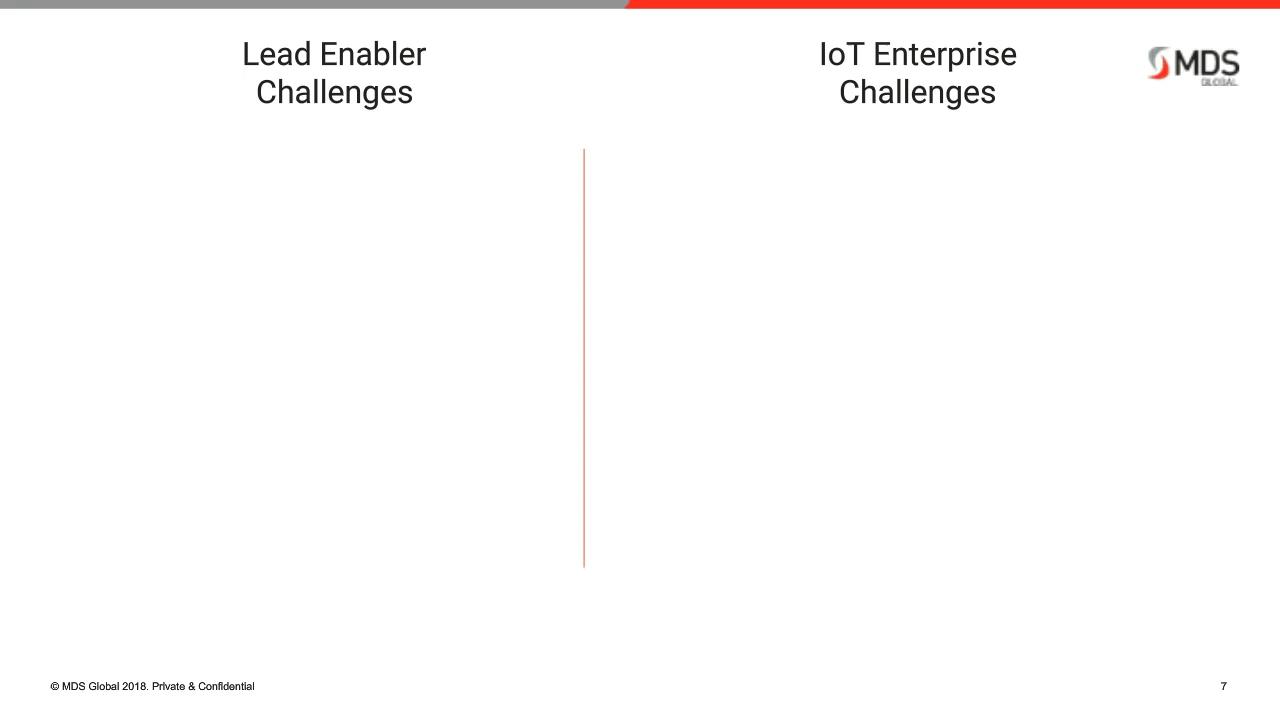 Lead Enabler
Challenges
IoT Enterprise
Challenges
MDS
GLOBAL
© MDS Global 2018. Private & Confidential
7